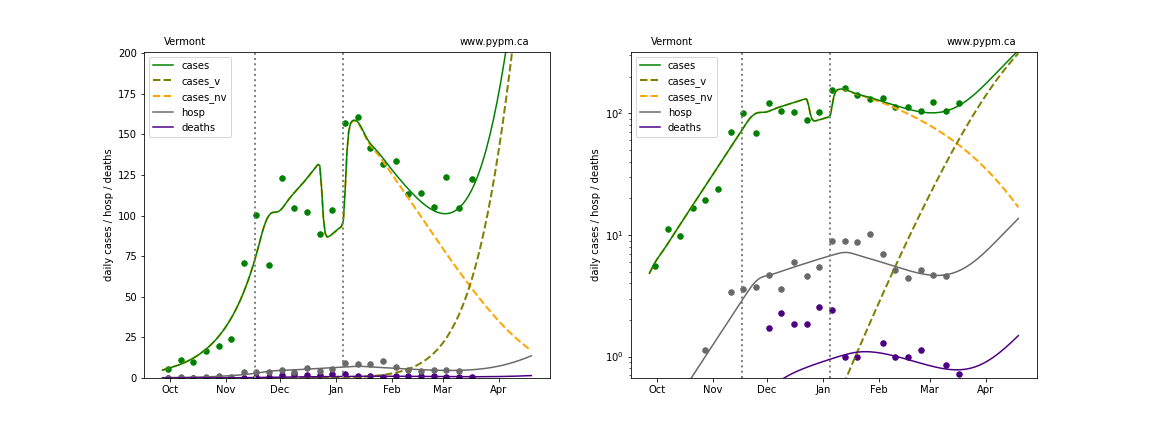 Vermont www.pypm.ca
cases
cases_v
cases_nv
hosp
deaths
daily cases / hosp / deaths
200
175
150
125
100
75
50
25
0
Oct Nov Dec Jan Feb Mar Apr
Vermont www.pypm.ca
cases
cases_v
cases_nv
hosp
deaths
daily cases / hosp / deaths
10²
10¹
10⁰
Oct Nov Dec Jan Feb Mar Apr